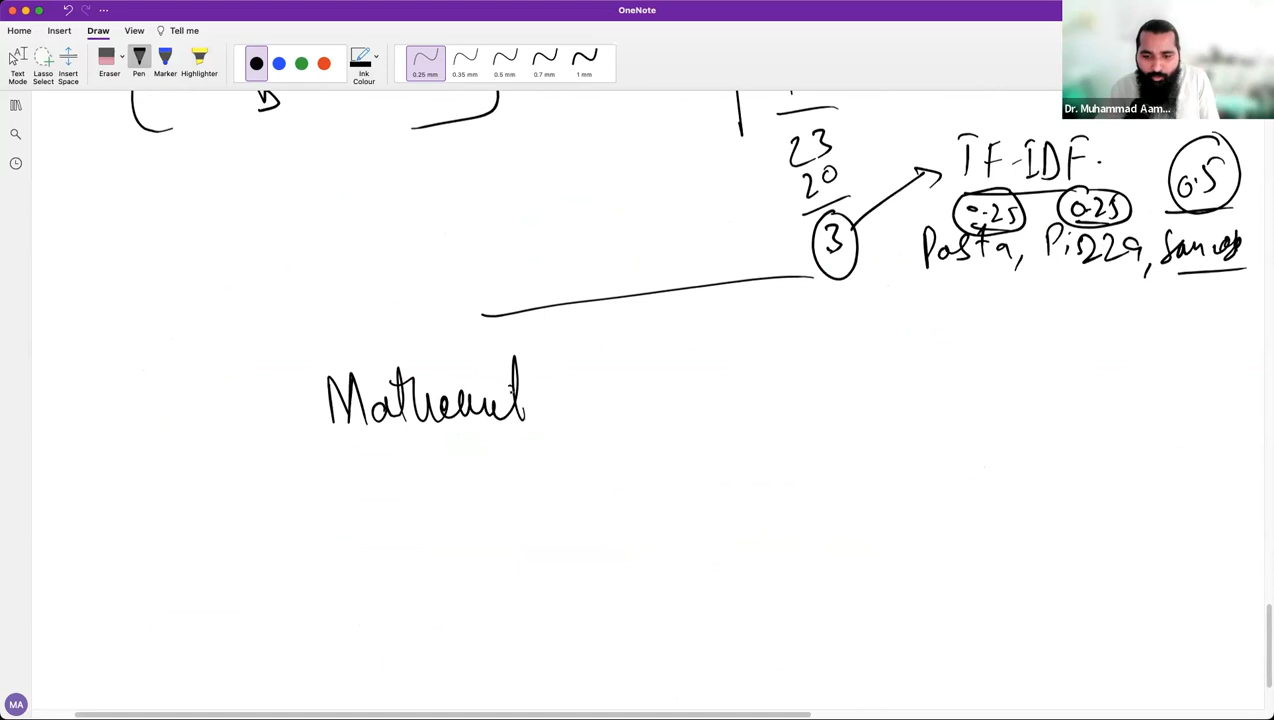 OneNote
Home Insert Draw View Tell me
Text Mode Lasso Select Insert Space Eraser Pen Marker Highlighter 0.25 mm 0.35 mm 0.5 mm 0.7 mm 1 mm Ink Colour
Dr. Muhammad Aam...
B
23
20
3
TF-IDF.
0.25 0.25 0.5
Pasta, Pizza,
Mathemat
MA